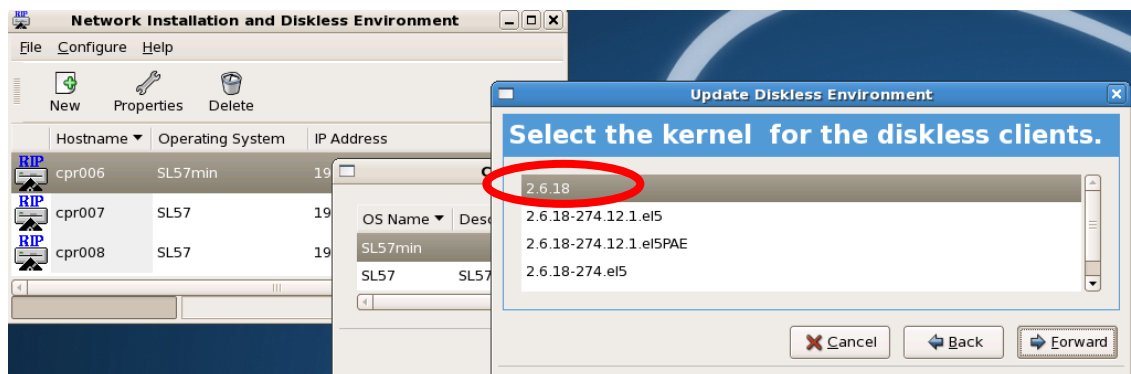 Network Installation and Diskless Environment
File Configure Help
New Properties Delete
Hostname Operating System IP Address
RIP cpr006 SL57min 19
RIP cpr007 SL57 19
RIP cpr008 SL57 19
OS Name Desc
SL57min
SL57 SL57
Update Diskless Environment
Select the kernel for the diskless clients.
2.6.18
2.6.18-274.12.1.el5
2.6.18-274.12.1.el5PAE
2.6.18-274.el5
Cancel Back Forward